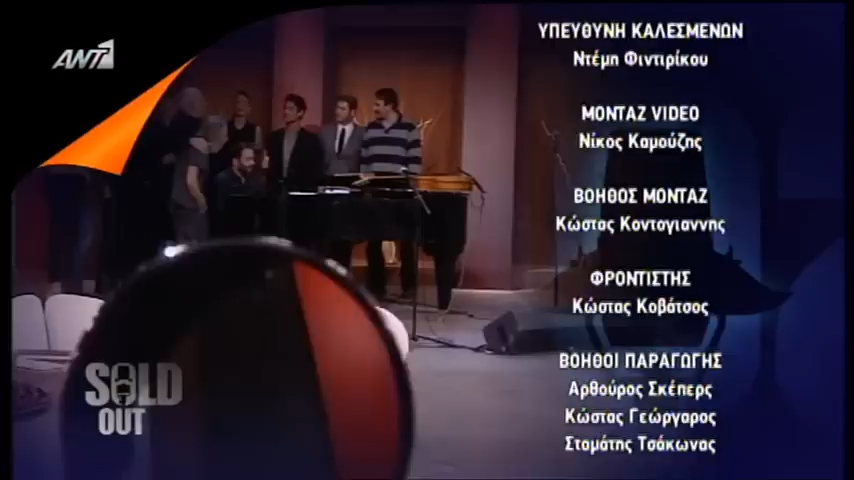 ANT1
ΥΠΕΥΘΥΝΗ ΚΑΛΕΣΜΕΝΩΝ
Ντέμη Φιντιρίκου
ΜΟΝΤΑΖ VIDEO
Νίκος Καμούζης
ΒΟΗΘΟΣ ΜΟΝΤΑΖ
Κώστας Κοντογιαννης
ΦΡΟΝΤΙΣΤΗΣ
Κώστας Κοβάτσος
ΒΟΗΘΟΙ ΠΑΡΑΓΩΓΗΣ
Αρθούρος Σκέπερς
Κώστας Γεώργαρος
Σταμάτης Τσάκωνας
SOLD
OUT